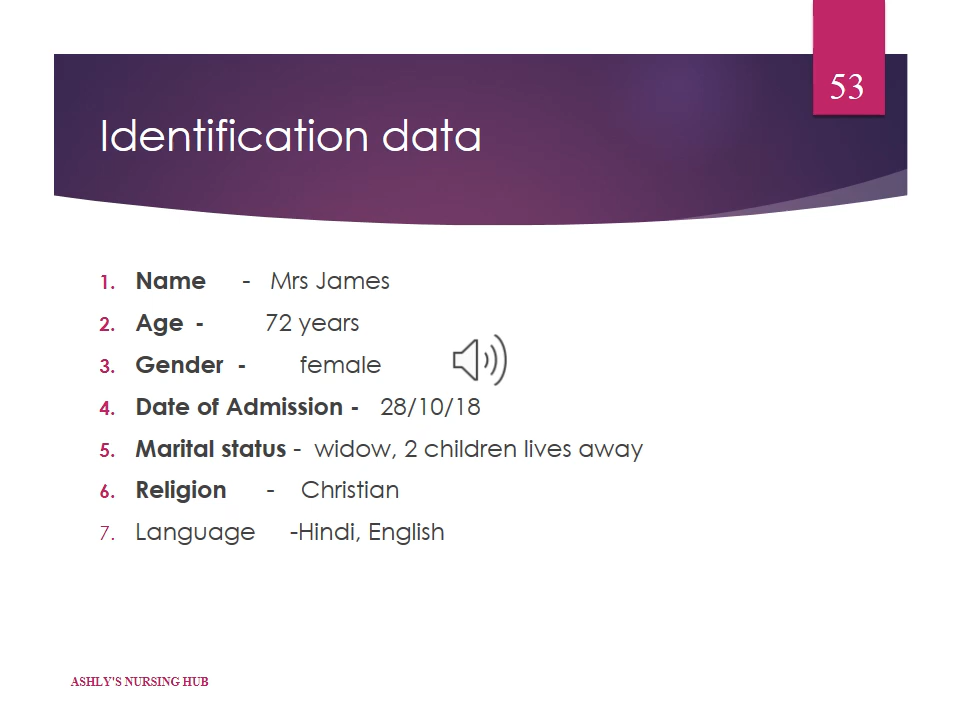 53
Identification data
1. Name - Mrs James
2. Age - 72 years
3. Gender - female
4. Date of Admission - 28/10/18
5. Marital status - widow, 2 children lives away
6. Religion - Christian
7. Language -Hindi, English
ASHLY'S NURSING HUB